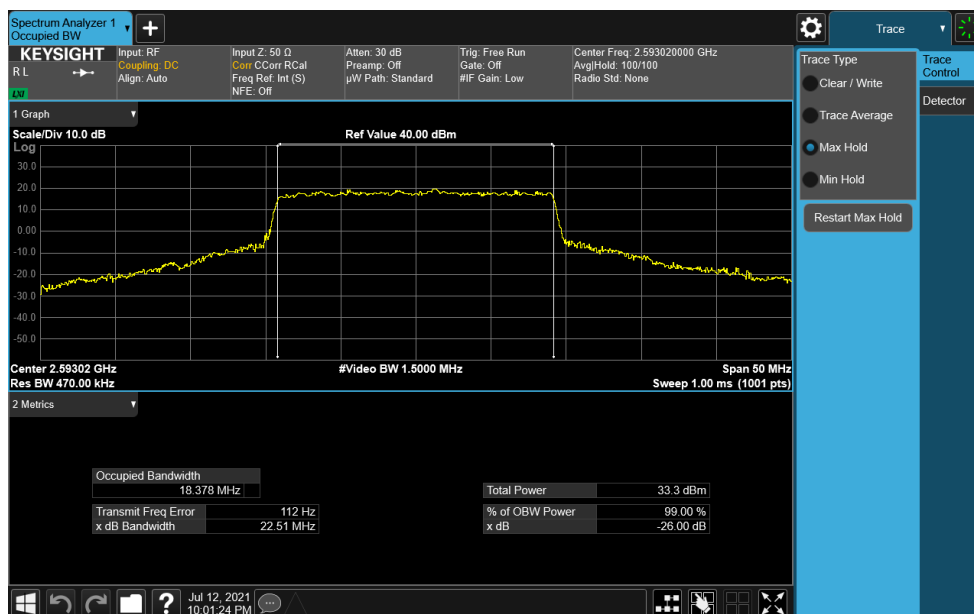 Spectrum Analyzer 1
Occupied BW
Trace
KEYSIGHT
R L
LXI
Input: RF
Coupling: DC
Align: Auto
Input Z: 50 Ω
Corr CCorr RCal
Freq Ref: Int (S)
NFE: Off
Atten: 30 dB
Preamp: Off
µW Path: Standard
Trig: Free Run
Gate: Off
#IF Gain: Low
Center Freq: 2.593020000 GHz
Avg|Hold: 100/100
Radio Std: None
Trace Type
Clear / Write
Trace Average
Max Hold
Min Hold
Restart Max Hold
Trace
Control
Detector
1 Graph
Scale/Div 10.0 dB
Ref Value 40.00 dBm
Log
30.0
20.0
10.0
0.00
-10.0
-20.0
-30.0
-40.0
-50.0
Center 2.59302 GHz
#Video BW 1.5000 MHz
Span 50 MHz
Res BW 470.00 kHz
Sweep 1.00 ms (1001 pts)
2 Metrics
Occupied Bandwidth
18.378 MHz
Transmit Freq Error 112 Hz
x dB Bandwidth 22.51 MHz
Total Power 33.3 dBm
% of OBW Power 99.00 %
x dB -26.00 dB
?
Jul 12, 2021
10:01:24 PM